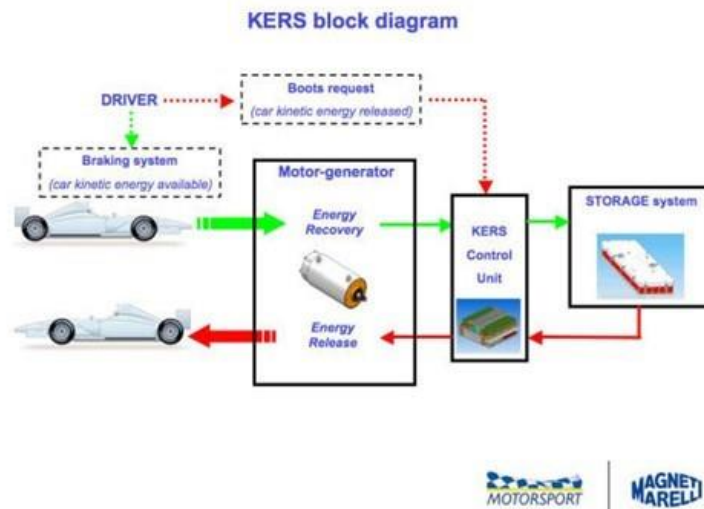 KERS block diagram
DRIVER
Boots request
(car kinetic energy released)
Braking system
(car kinetic energy available)
Motor-generator
Energy
Recovery
Energy
Release
KERS
Control
Unit
STORAGE system
MOTORSPORT
MAGNETI
MARELLI